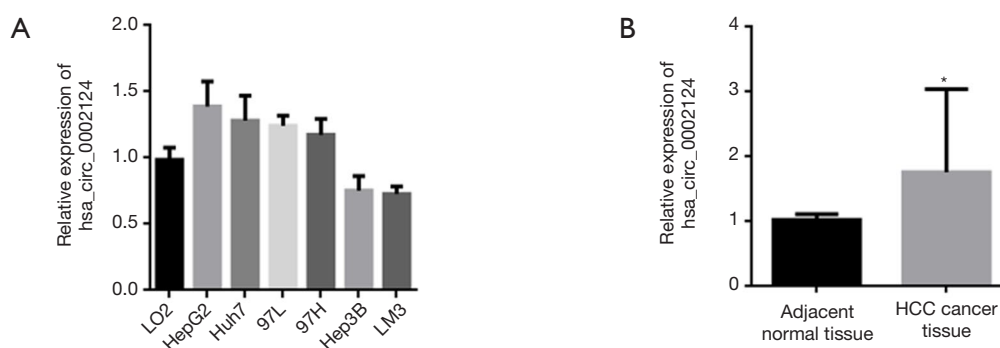 A
Relative expression of
hsa_circ_0002124
2.0
1.5
1.0
0.5
0.0
LO2
HepG2
Huh7
97L
97H
Hep3B
LM3
B
Relative expression of
hsa_circ_0002124
4
3
2
1
0
*
Adjacent
normal tissue
HCC cancer
tissue